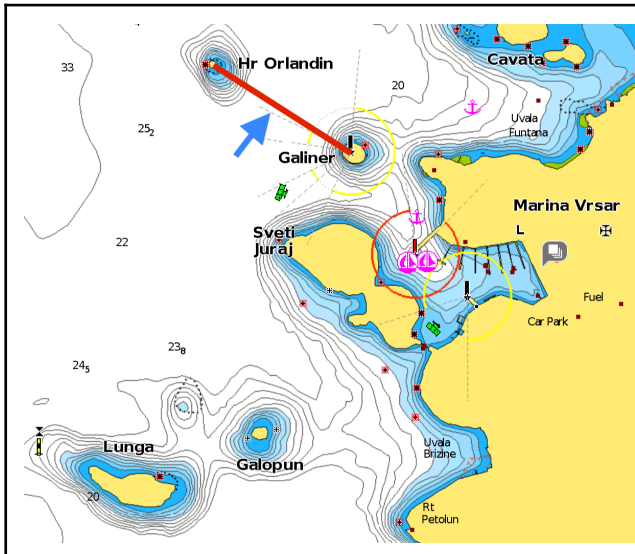 33
Hr Orlandin
Cavata
20
25₂
Uvala
Funtana
Galiner
Marina Vrsar
Sveti
Juraj
L
22
Fuel
Car Park
23₈
24₅
Lunga
Galopun
Uvala
Brizine
20
Rt
Petolun